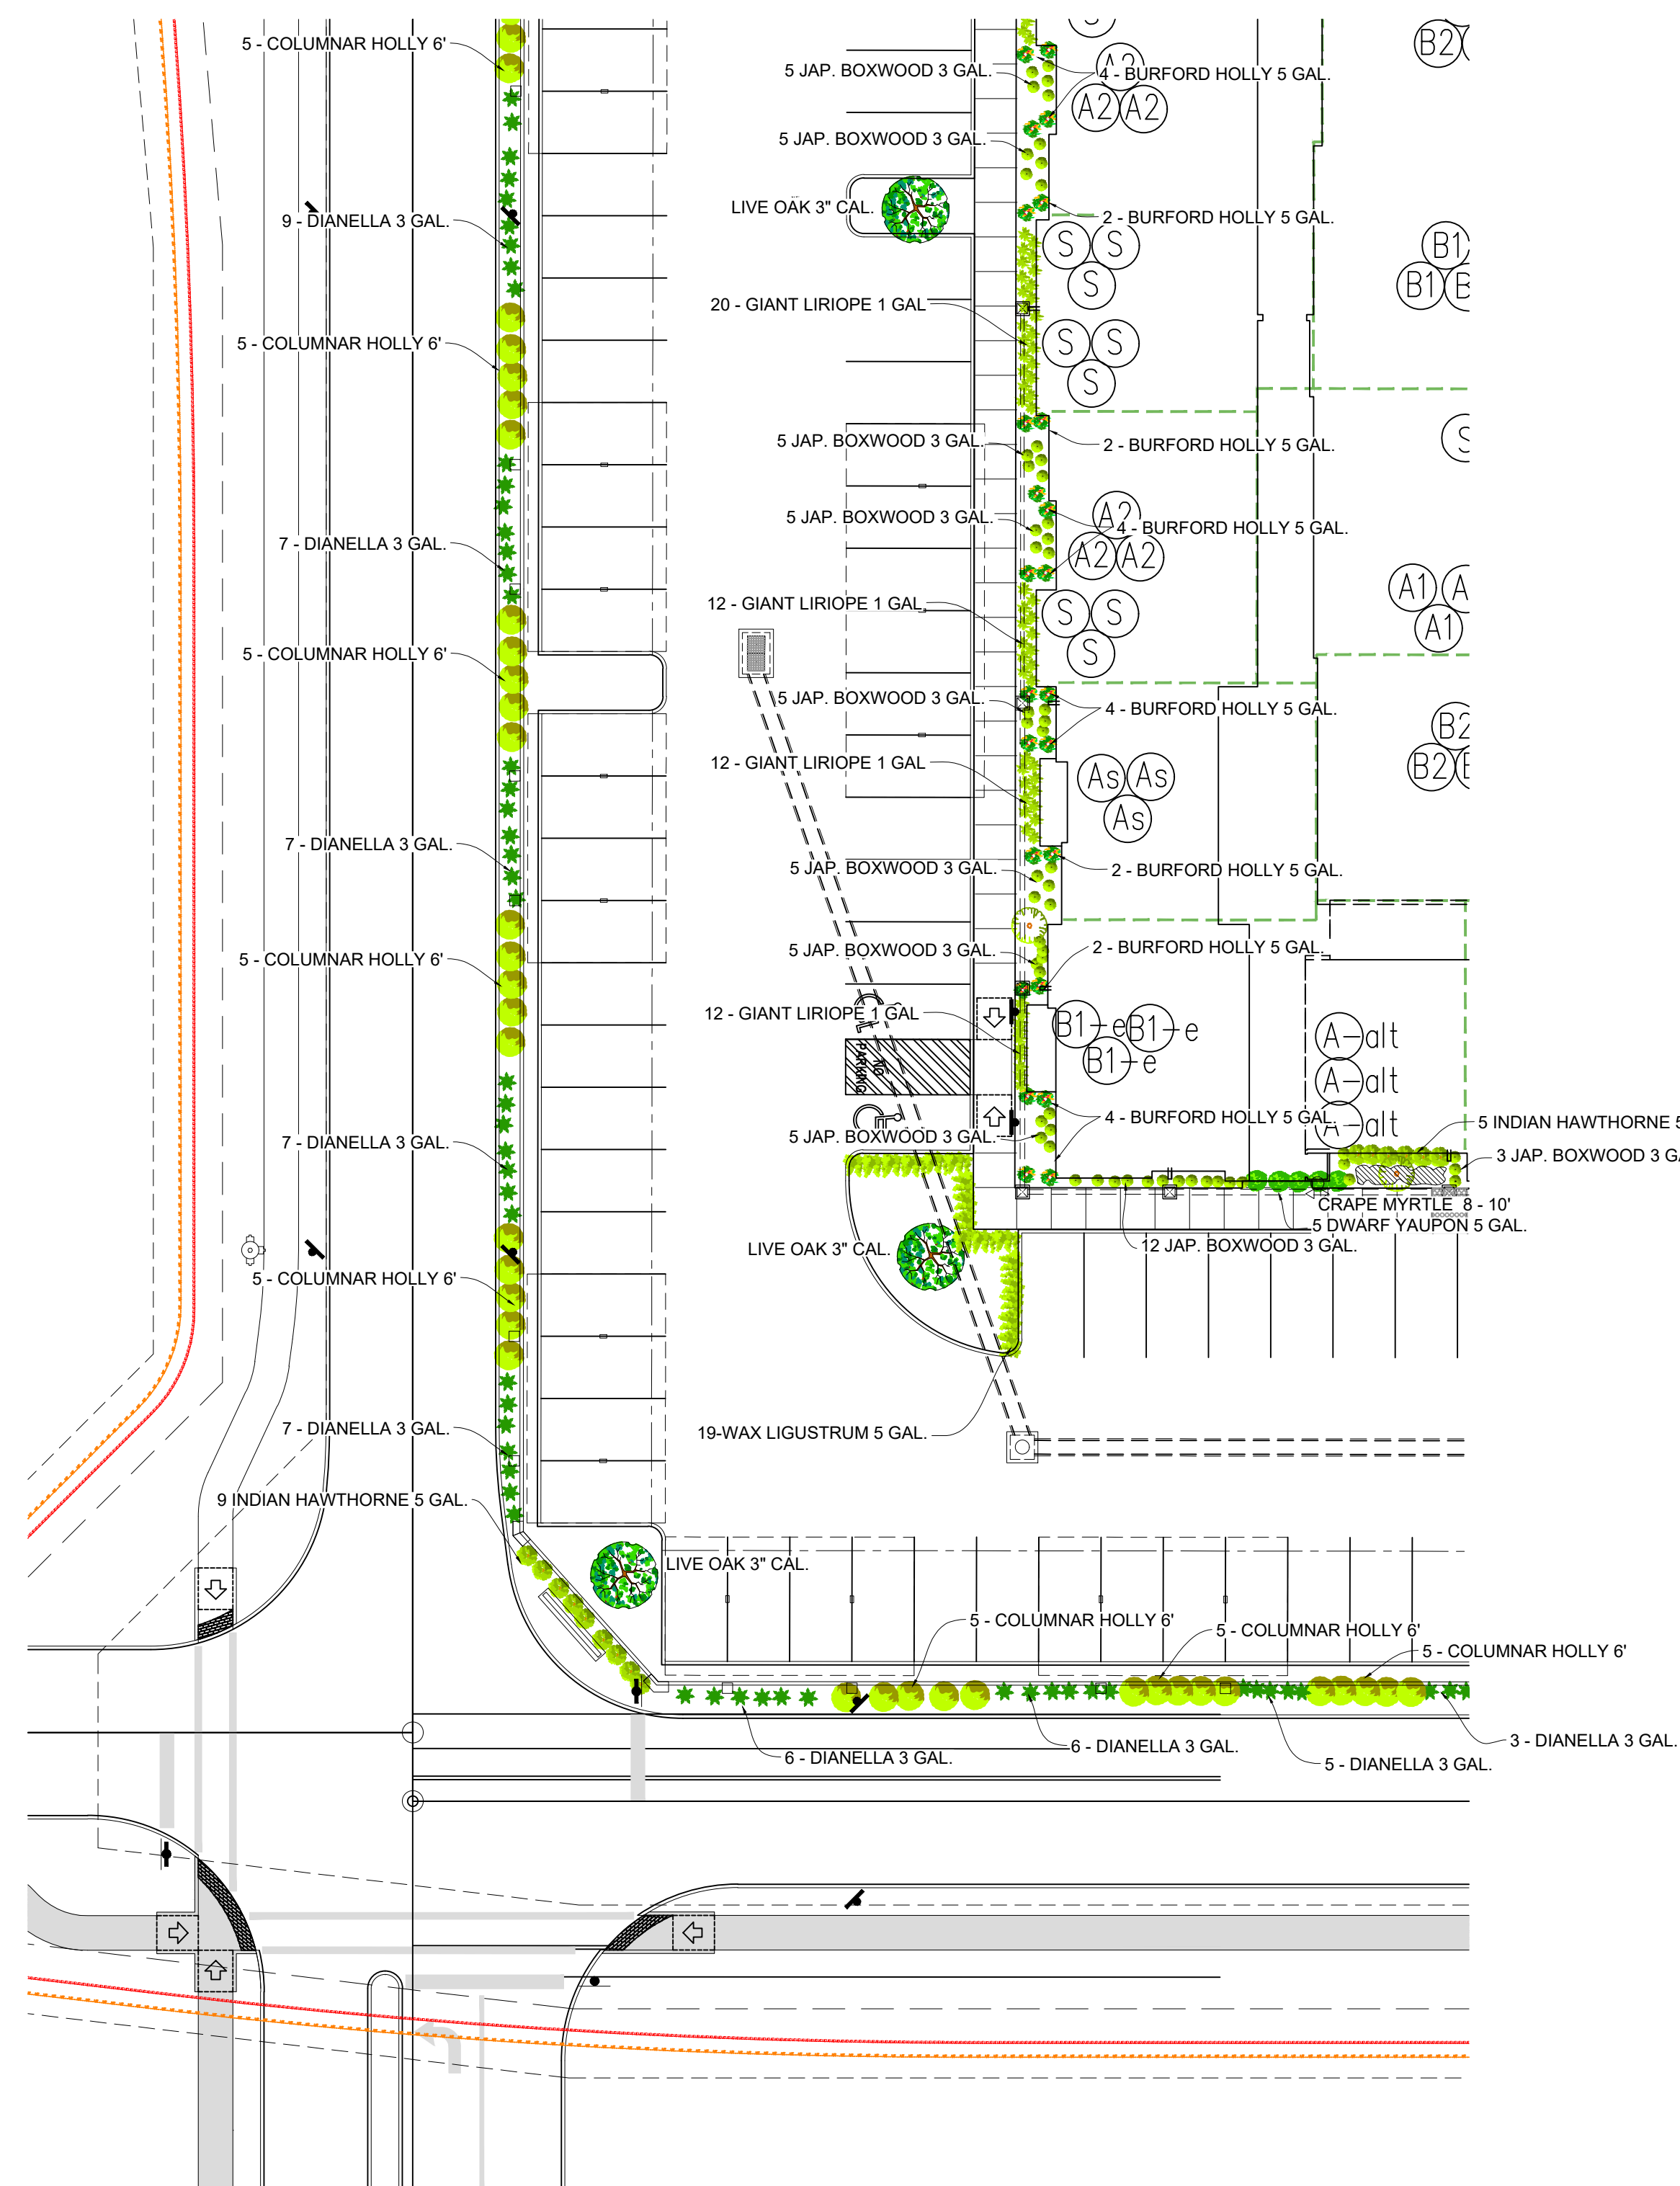 5 - COLUMNAR HOLLY 6'
9 - DIANELLA 3 GAL.
5 - COLUMNAR HOLLY 6'
7 - DIANELLA 3 GAL.
5 - COLUMNAR HOLLY 6'
7 - DIANELLA 3 GAL.
5 - COLUMNAR HOLLY 6'
7 - DIANELLA 3 GAL.
5 - COLUMNAR HOLLY 6'
7 - DIANELLA 3 GAL.
9 INDIAN HAWTHORNE 5 GAL.
LIVE OAK 3" CAL.
5 JAP. BOXWOOD 3 GAL.
4 - BURFORD HOLLY 5 GAL.
S
A2
A2 A2
B2
5 JAP. BOXWOOD 3 GAL.
LIVE OAK 3" CAL.
2 - BURFORD HOLLY 5 GAL.
S S
S
B1
B1 B
20 - GIANT LIRIOPE 1 GAL
S S
S
5 JAP. BOXWOOD 3 GAL.
2 - BURFORD HOLLY 5 GAL.
S
5 JAP. BOXWOOD 3 GAL.
A2
4 - BURFORD HOLLY 5 GAL.
A2 A2
12 - GIANT LIRIOPE 1 GAL
S S
S
A1 A
A1
5 JAP. BOXWOOD 3 GAL.
4 - BURFORD HOLLY 5 GAL.
B2
B2 B
12 - GIANT LIRIOPE 1 GAL
As As
As
5 JAP. BOXWOOD 3 GAL.
2 - BURFORD HOLLY 5 GAL.
5 JAP. BOXWOOD 3 GAL.
2 - BURFORD HOLLY 5 GAL.
12 - GIANT LIRIOPE 1 GAL
B1-e B1-e
B1-e
A-alt
A-alt
A-alt
NO
PARKING
5 JAP. BOXWOOD 3 GAL.
4 - BURFORD HOLLY 5 GAL.
5 INDIAN HAWTHORNE 5
3 JAP. BOXWOOD 3 GA
CRAPE MYRTLE 8 - 10'
5 DWARF YAUPON 5 GAL.
12 JAP. BOXWOOD 3 GAL.
LIVE OAK 3" CAL.
19-WAX LIGUSTRUM 5 GAL.
5 - COLUMNAR HOLLY 6'
5 - COLUMNAR HOLLY 6'
5 - COLUMNAR HOLLY 6'
6 - DIANELLA 3 GAL.
6 - DIANELLA 3 GAL.
5 - DIANELLA 3 GAL.
3 - DIANELLA 3 GAL.